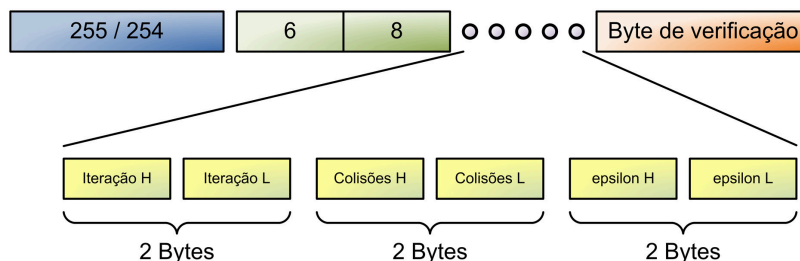 255 / 254
6
8
Byte de verificação
Iteração H
Iteração L
Colisões H
Colisões L
epsilon H
epsilon L
2 Bytes
2 Bytes
2 Bytes